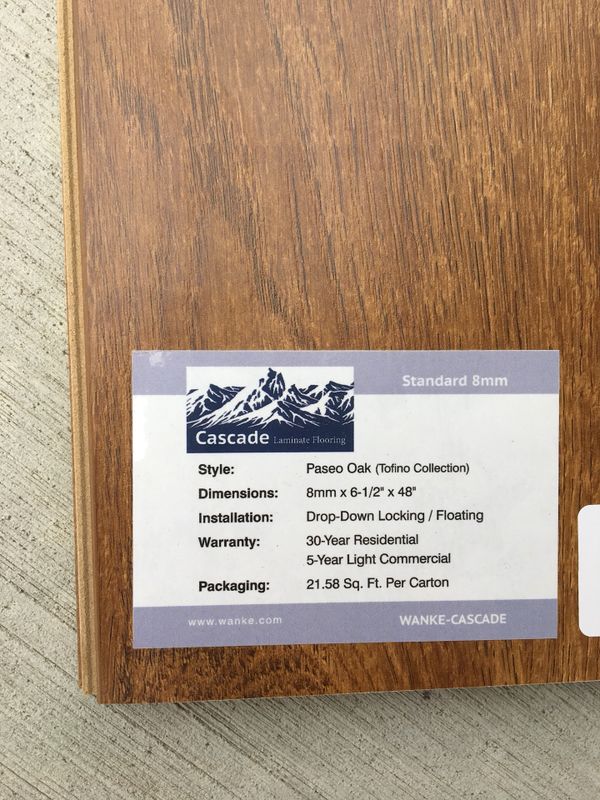 Standard 8mm
Cascade Laminate Flooring
Style: Paseo Oak (Tofino Collection)
Dimensions: 8mm x 6-1/2" x 48"
Installation: Drop-Down Locking / Floating
Warranty: 30-Year Residential
5-Year Light Commercial
Packaging: 21.58 Sq. Ft. Per Carton
www.wanke.com WANKE-CASCADE